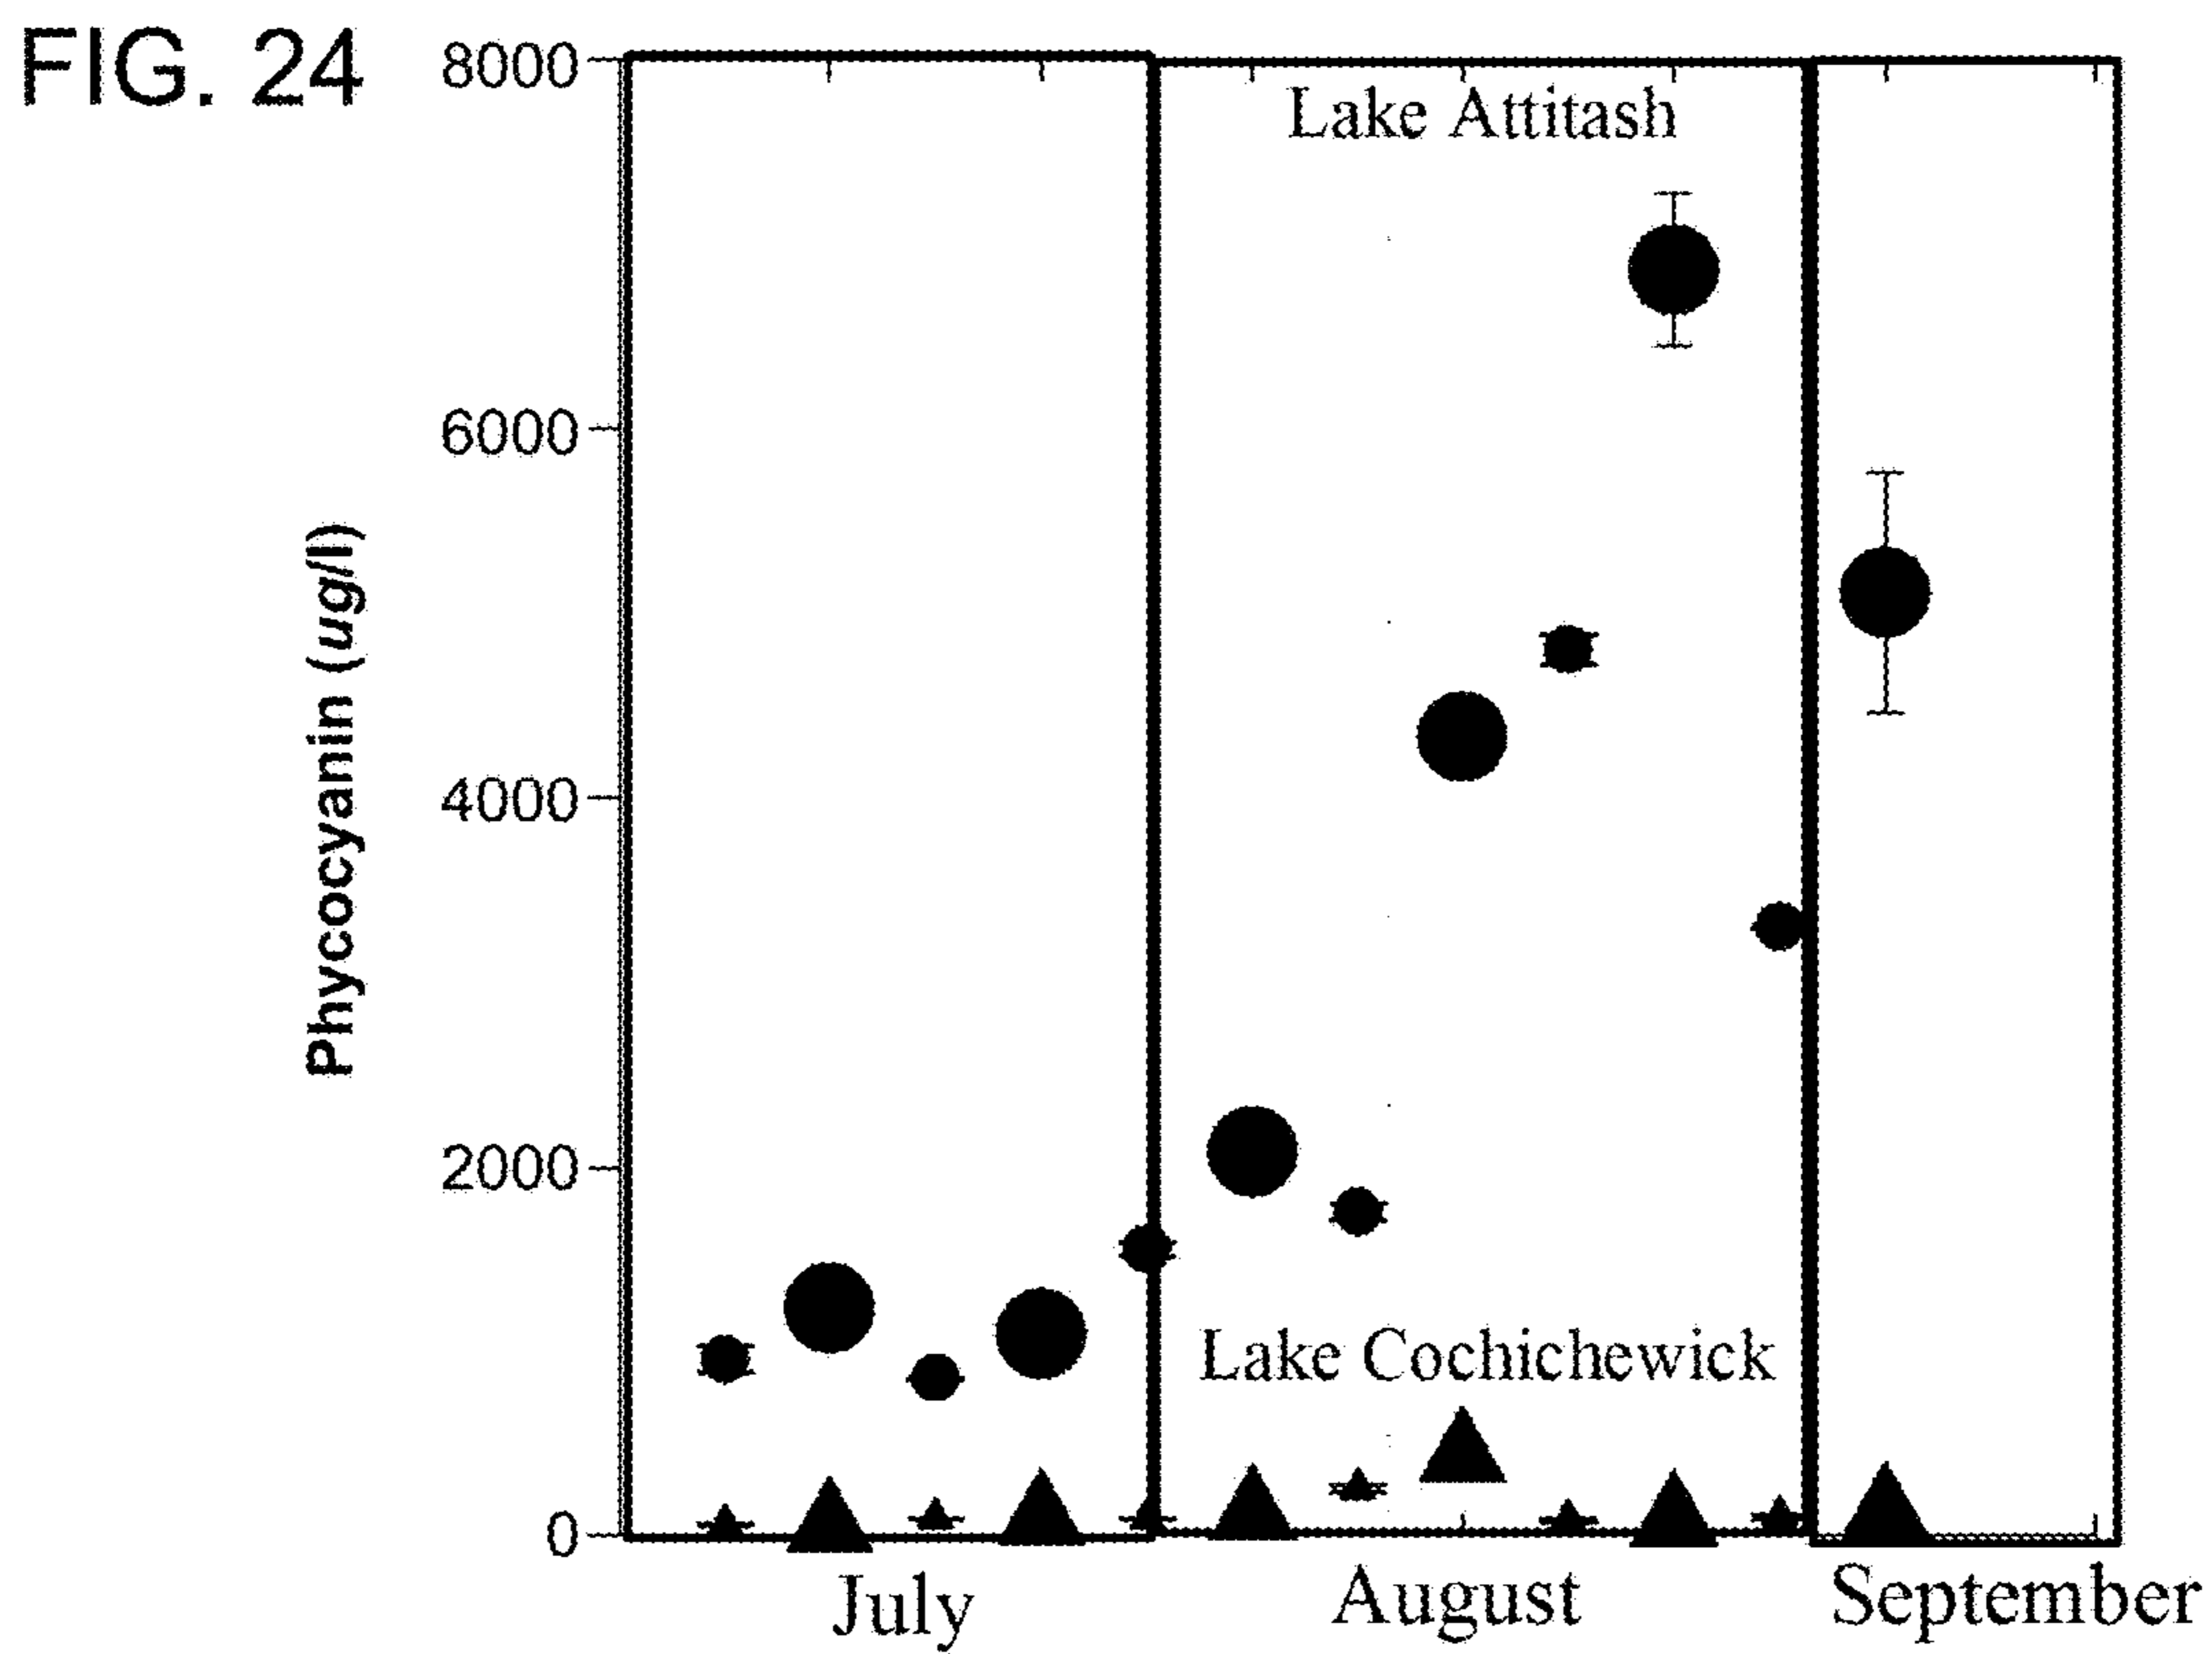 FIG. 24
8000
6000
4000
2000
0
Phycocyanin (ug/l)
Lake Attitash
Lake Cochichewick
July
August
September